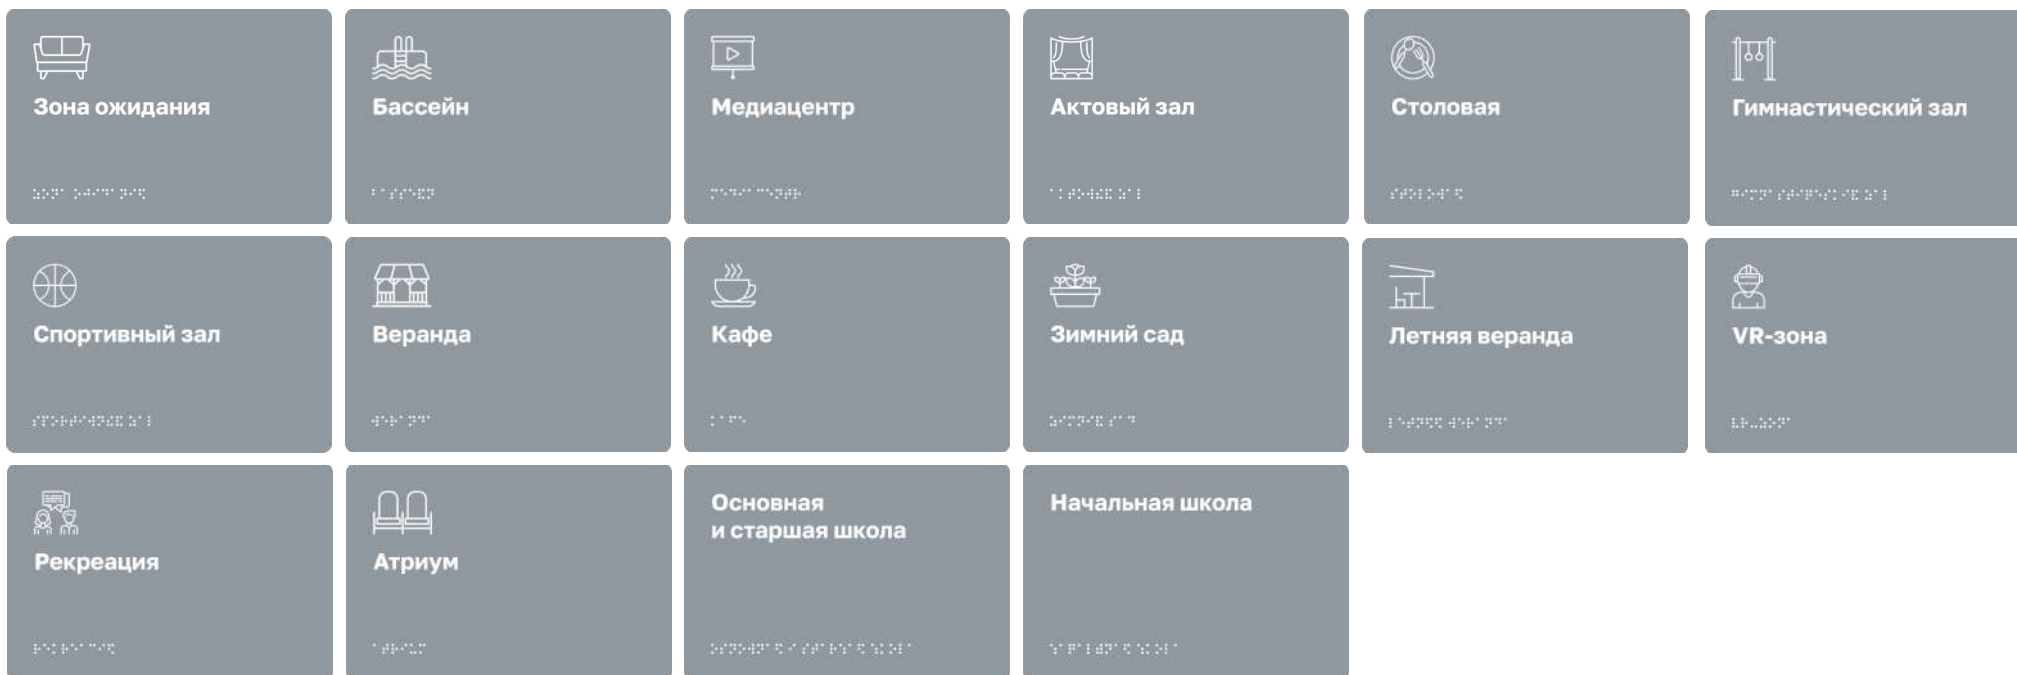 Зона ожидания
Бассейн
Медиацентр
Актовый зал
Столовая
Гимнастический зал
Спортивный зал
Веранда
Кафе
Зимний сад
Летняя веранда
VR-зона
Рекреация
Атриум
Основная
и старшая школа
Начальная школа